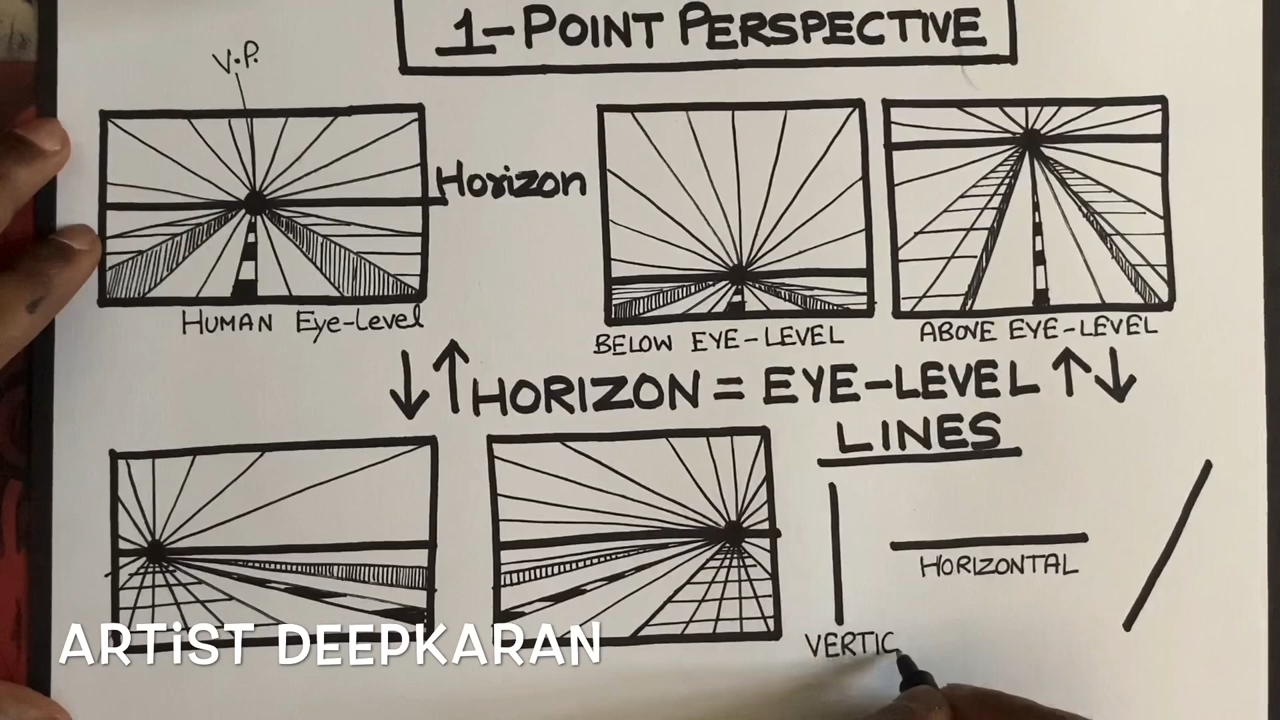 1-POINT PERSPECTIVE
V.P.
Horizon
HUMAN Eye-Level
BELOW EYE-LEVEL
ABOVE EYE-LEVEL
HORIZON = EYE-LEVEL
LINES
HORIZONTAL
VERTIC
ARTiST DEEPKARAN